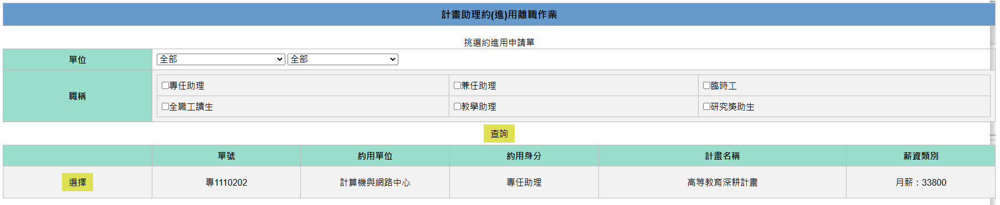 計畫助理約(進)用離職作業
挑選約進用申請單
單位 全部 全部
職稱
專任助理 兼任助理 臨時工
全職工讀生 教學助理 研究獎助生
查詢
單號 約用單位 約用身分 計畫名稱 薪資類別
選擇 專1110202 計算機與網路中心 專任助理 高等教育深耕計畫 月薪：33800